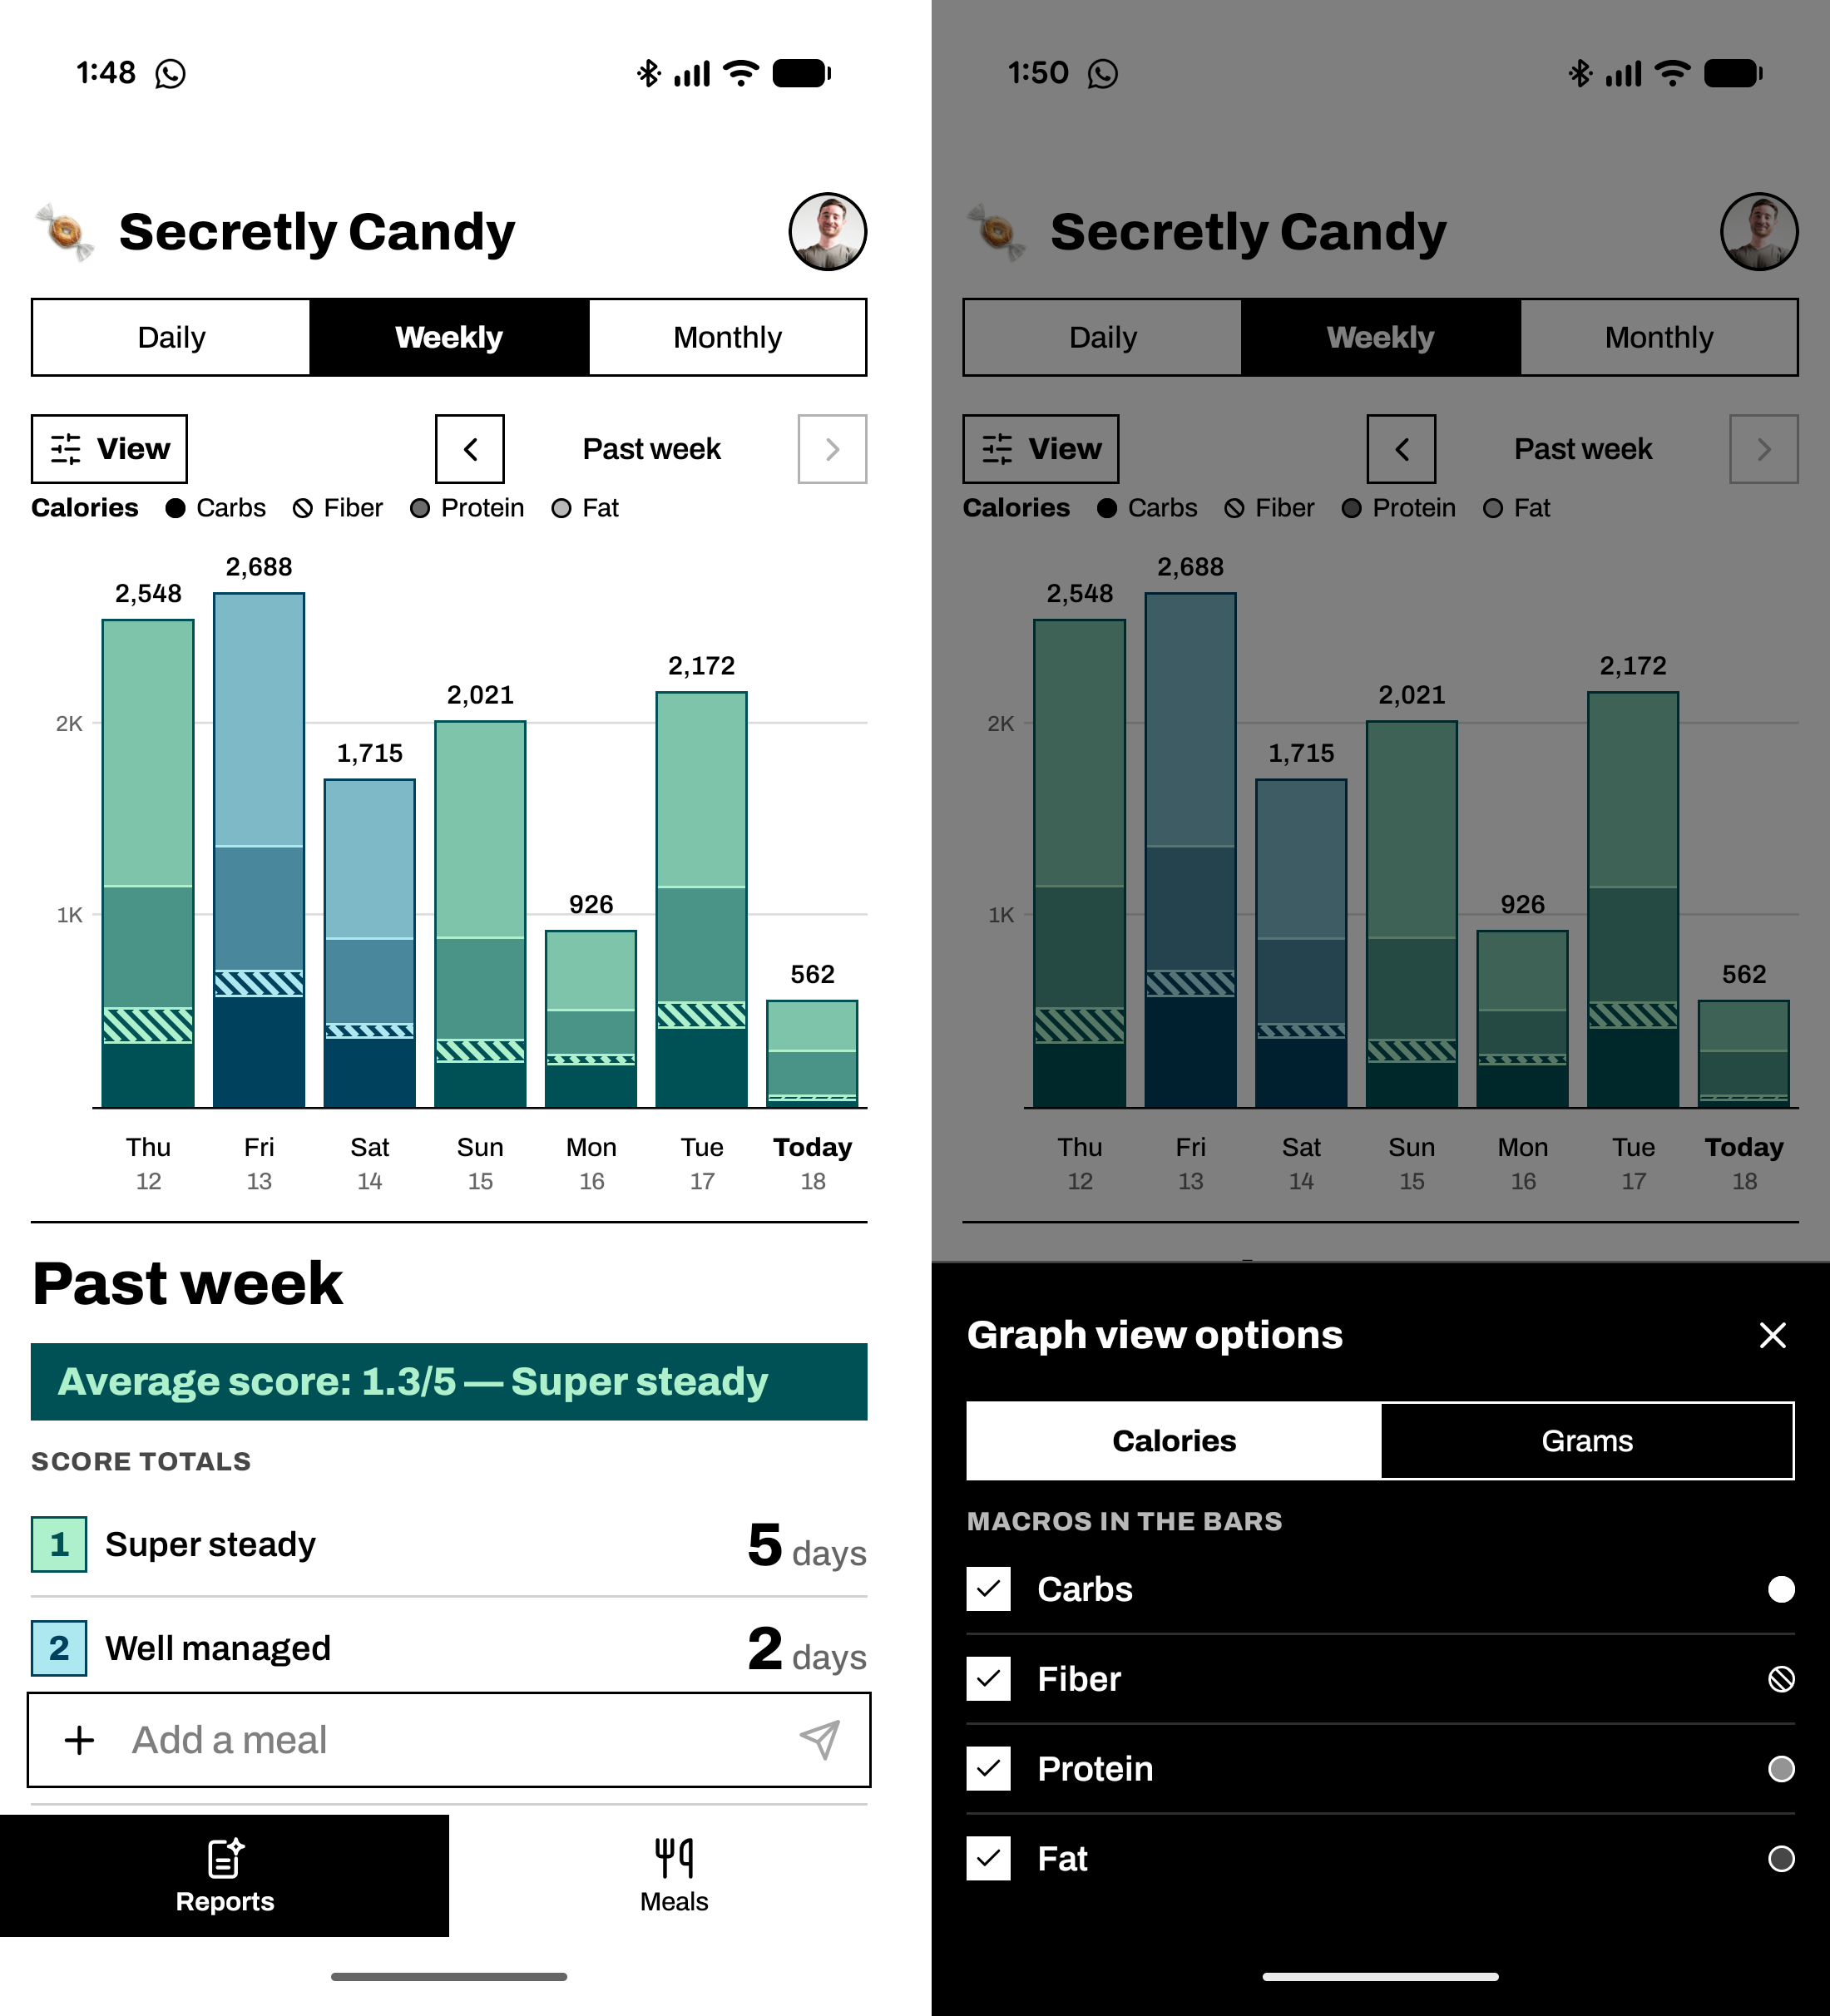 1:48
Secretly Candy
Daily Weekly Monthly
View Past week
Calories Carbs Fiber Protein Fat
2,688
2,548
2,172
2,021
2K
1,715
1K
926
562
Thu Fri Sat Sun Mon Tue Today
12 13 14 15 16 17 18
Past week
Average score: 1.3/5 — Super steady
SCORE TOTALS
1 Super steady 5 days
2 Well managed 2 days
Add a meal
Reports Meals
1:50
Secretly Candy
Daily Weekly Monthly
View Past week
Calories Carbs Fiber Protein Fat
2,688
2,548
2,172
2,021
2K
1,715
1K
926
562
Thu Fri Sat Sun Mon Tue Today
12 13 14 15 16 17 18
Graph view options
Calories Grams
MACROS IN THE BARS
Carbs
Fiber
Protein
Fat